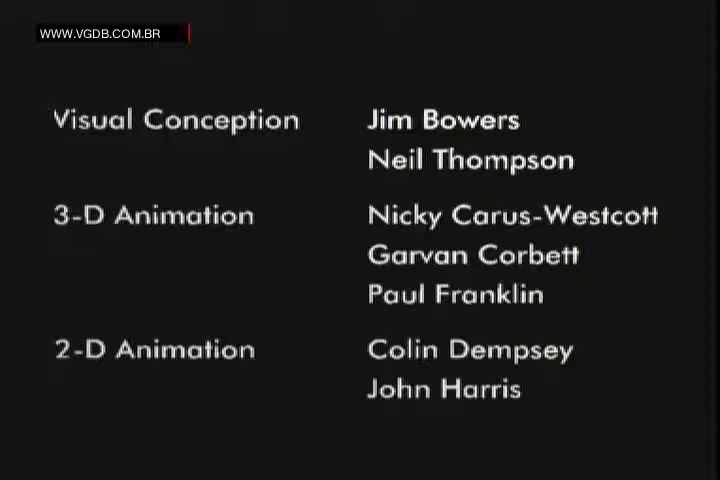 WWW.VGDB.COM.BR
Visual Conception Jim Bowers
Neil Thompson
3-D Animation Nicky Carus-Westcott
Garvan Corbett
Paul Franklin
2-D Animation Colin Dempsey
John Harris